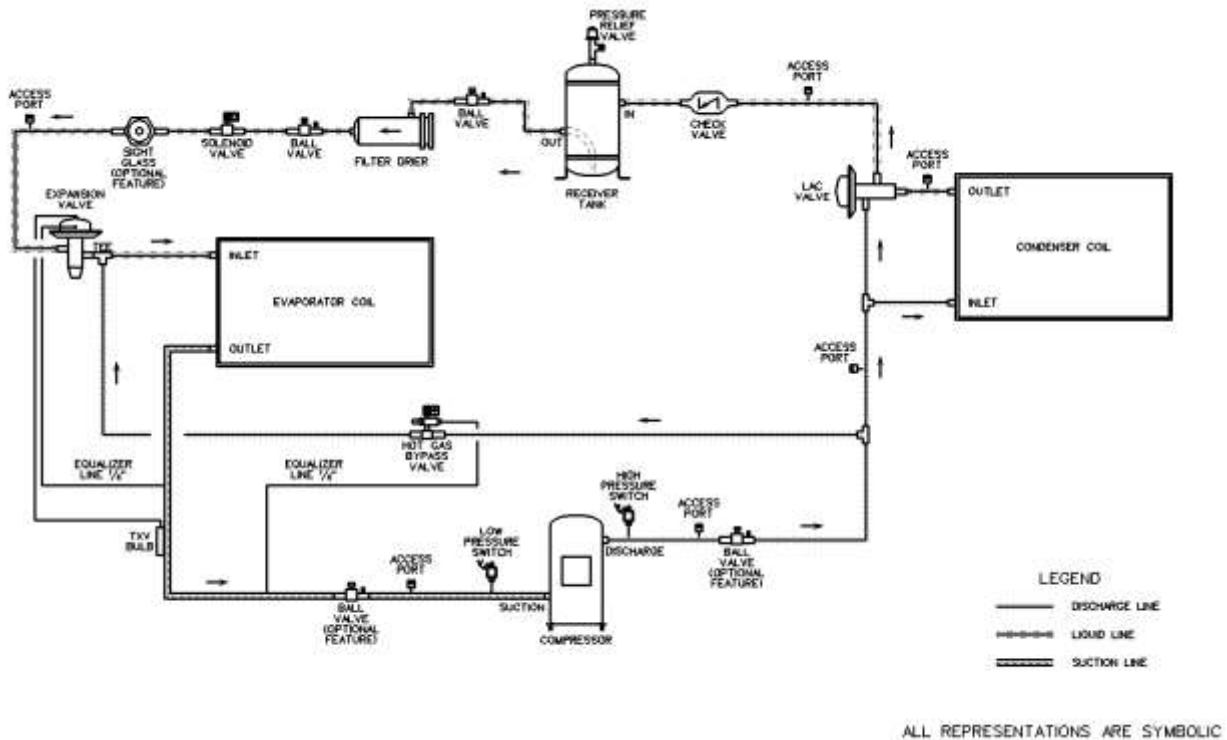 PRESSURE
RELIEF
VALVE
ACCESS
PORT
ACCESS
PORT
BALL
VALVE
IN
CHECK
VALVE
SOLENOID
VALVE
BALL
VALVE
FILTER DRIER
OUT
SIGHT
GLASS
(OPTIONAL
FEATURE)
RECEIVER
TANK
ACCESS
PORT
LAC
VALVE
OUTLET
EXPANSION
VALVE
CONDENSER COIL
INLET
INLET
EVAPORATOR COIL
OUTLET
ACCESS
PORT
HOT GAS
BYPASS
VALVE
EQUALIZER
LINE 1/8"
EQUALIZER
LINE 1/8"
HIGH
PRESSURE
SWITCH
ACCESS
PORT
TXV
BULB
LOW
PRESSURE
SWITCH
DISCHARGE
BALL
VALVE
(OPTIONAL
FEATURE)
ACCESS
PORT
SUCTION
BALL
VALVE
(OPTIONAL
FEATURE)
COMPRESSOR
LEGEND
DISCHARGE LINE
LIQUID LINE
SUCTION LINE
ALL REPRESENTATIONS ARE SYMBOLIC